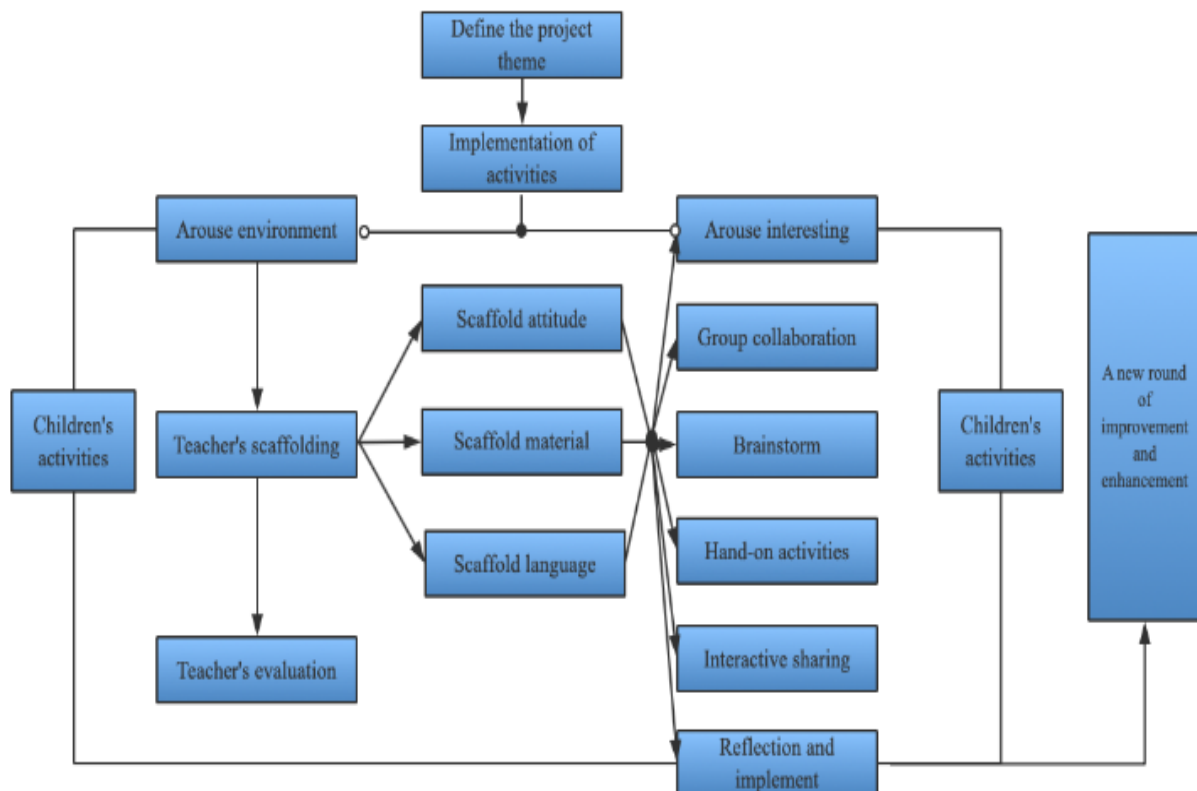 Define the project
theme
Implementation of
activities
Arouse environment
Arouse interesting
Scaffold attitude
Group collaboration
Children's
activities
Teacher's scaffolding
Scaffold material
Brainstorm
Children's
activities
A new round
of
improvement
and
enhancement
Scaffold language
Hand-on activities
Teacher's evaluation
Interactive sharing
Reflection and
implement